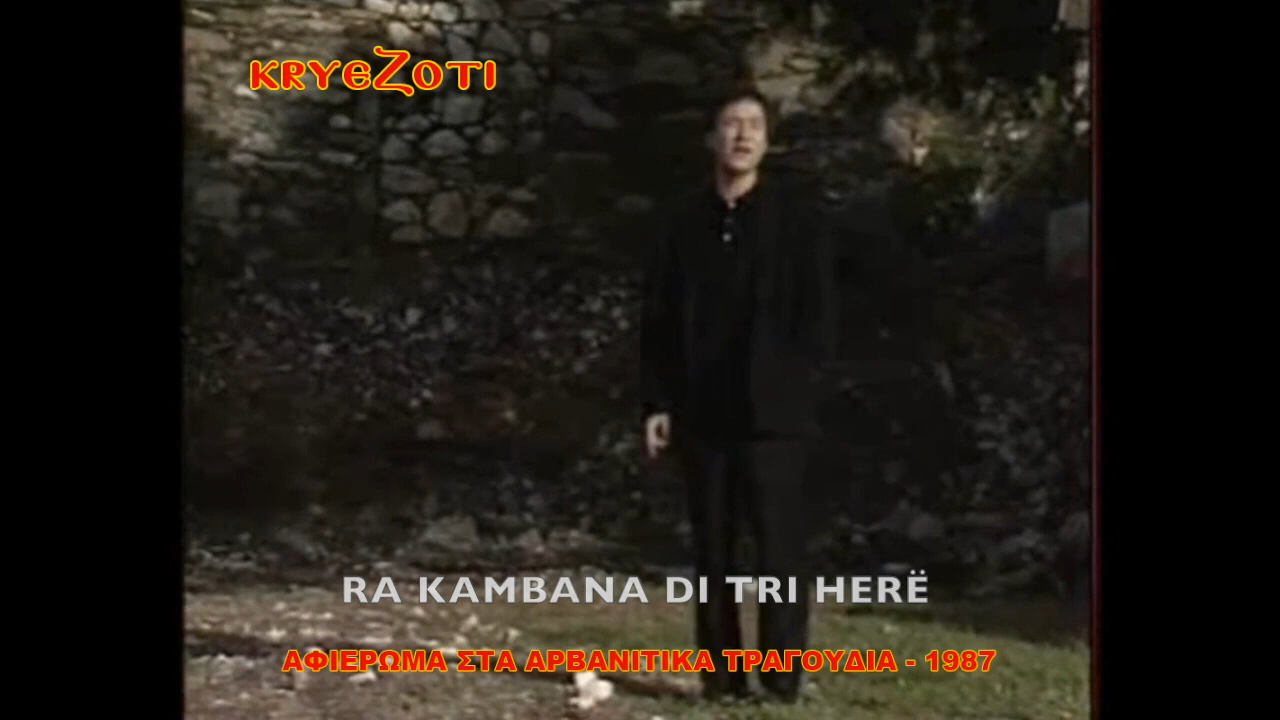 KRYEZOTI
RA KAMBANA DI TRI HERË
ΑΦΙΕΡΩΜΑ ΣΤΑ ΑΡΒΑΝΙΤΙΚΑ ΤΡΑΓΟΥΔΙΑ - 1987